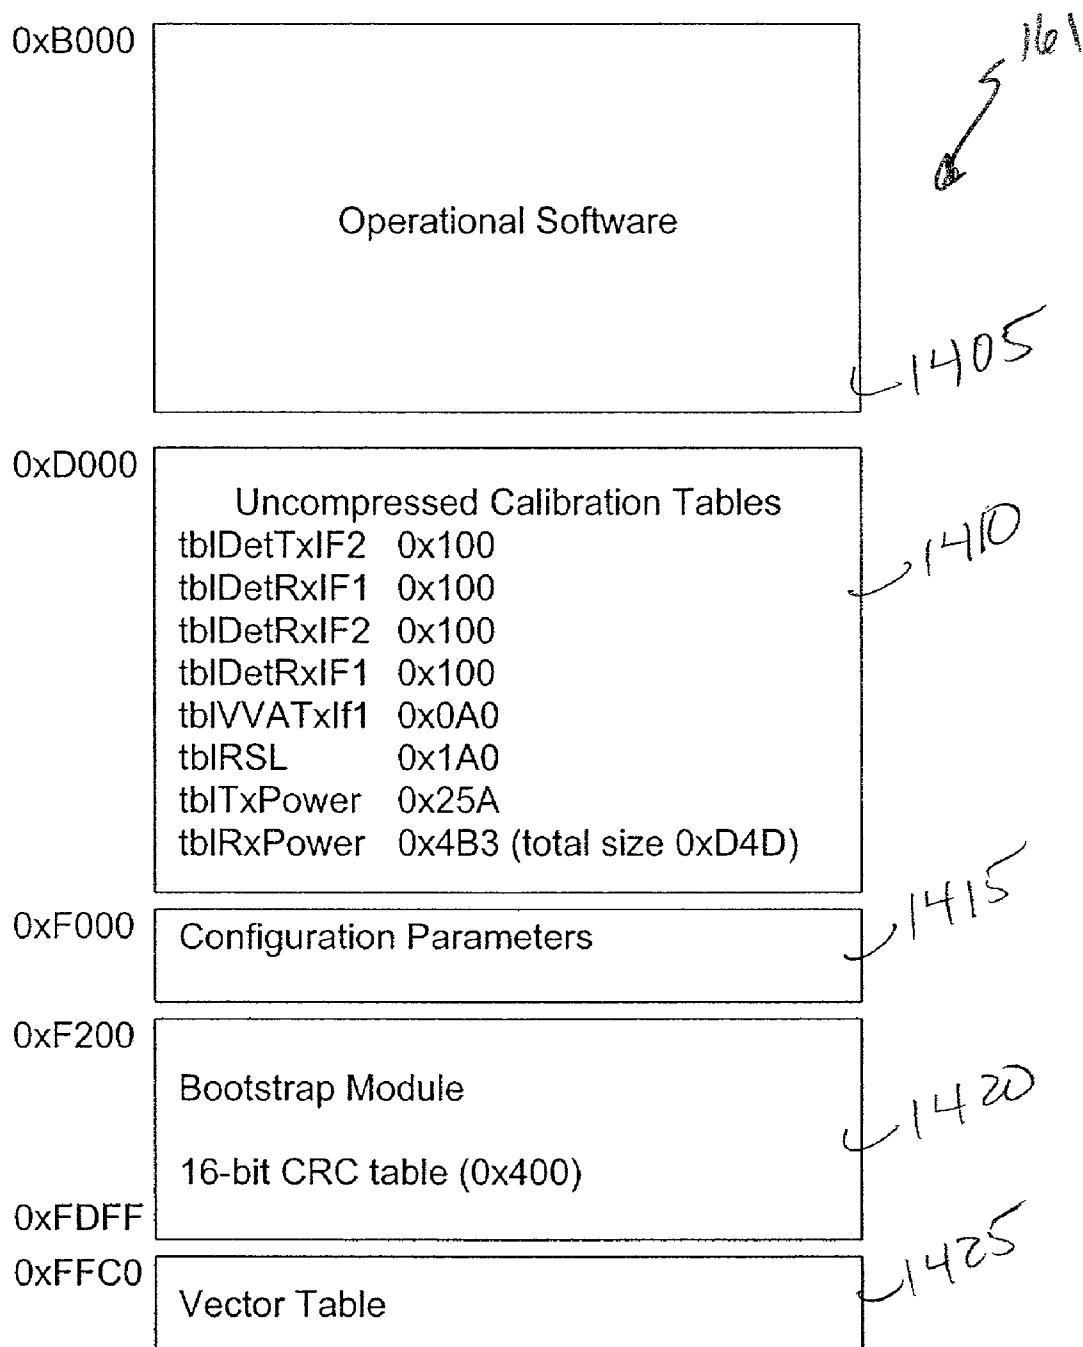 0xB000
161
Operational Software
1405
0xD000
Uncompressed Calibration Tables
tblDetTxIF2 0x100
tblDetRxIF1 0x100
tblDetRxIF2 0x100
tblDetRxIF1 0x100
tblVVATxIf1 0x0A0
tblRSL 0x1A0
tblTxPower 0x25A
tblRxPower 0x4B3 (total size 0xD4D)
1410
0xF000
Configuration Parameters
1415
0xF200
Bootstrap Module
16-bit CRC table (0x400)
1420
0xFDFF
0xFFC0
Vector Table
1425